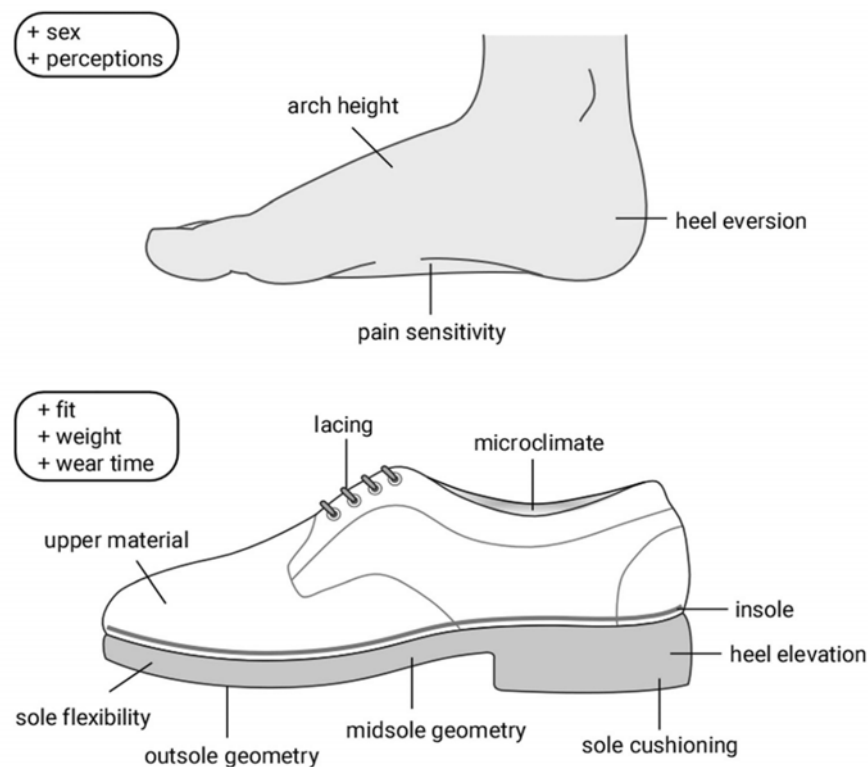 + sex
+ perceptions
arch height
heel eversion
pain sensitivity
+ fit
+ weight
+ wear time
lacing
microclimate
upper material
insole
heel elevation
sole flexibility
midsole geometry
outsole geometry
sole cushioning